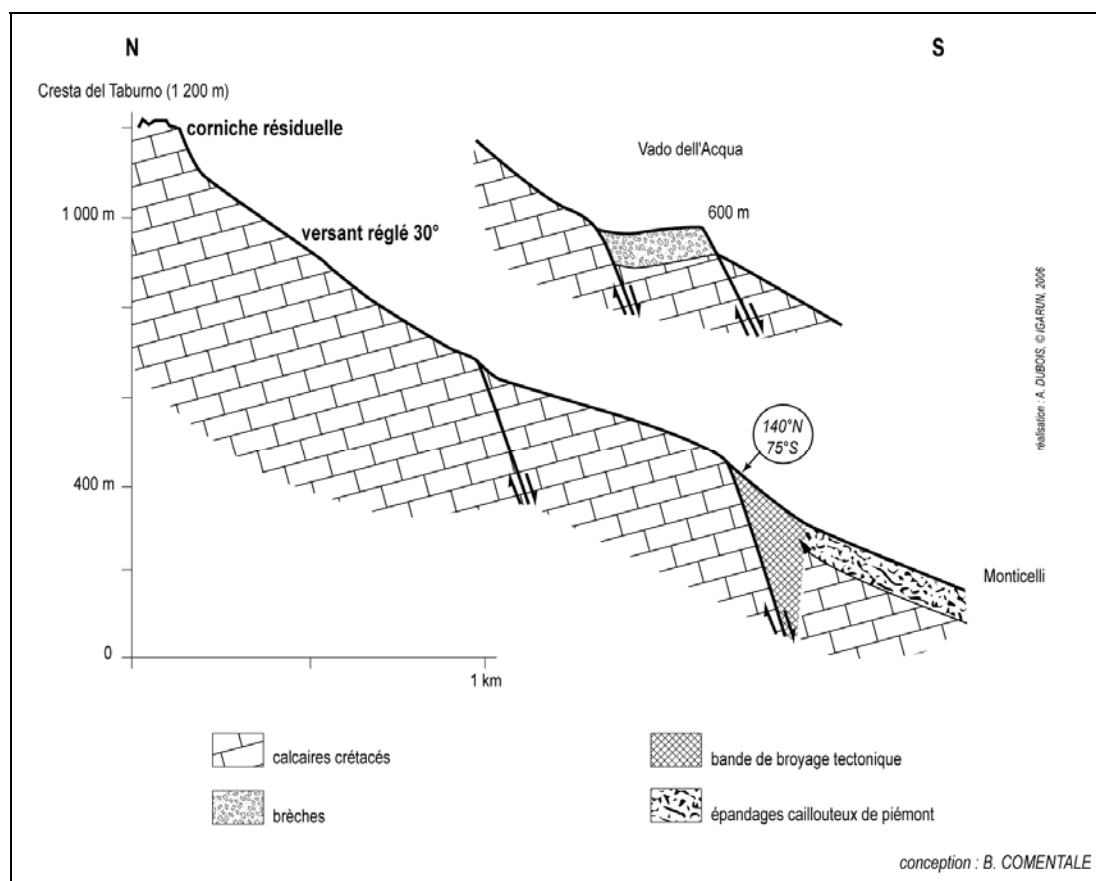 N
S
Cresta del Taburno (1 200 m)
corniche résiduelle
Vado dell'Acqua
600 m
1 000 m
versant réglé 30°
réalisation : A. DUBOIS, © IGARUN, 2006
140°N
75°S
400 m
Monticelli
0
1 km
calcaires crétacés
bande de broyage tectonique
brèches
épandages caillouteux de piémont
conception : B. COMENTALE